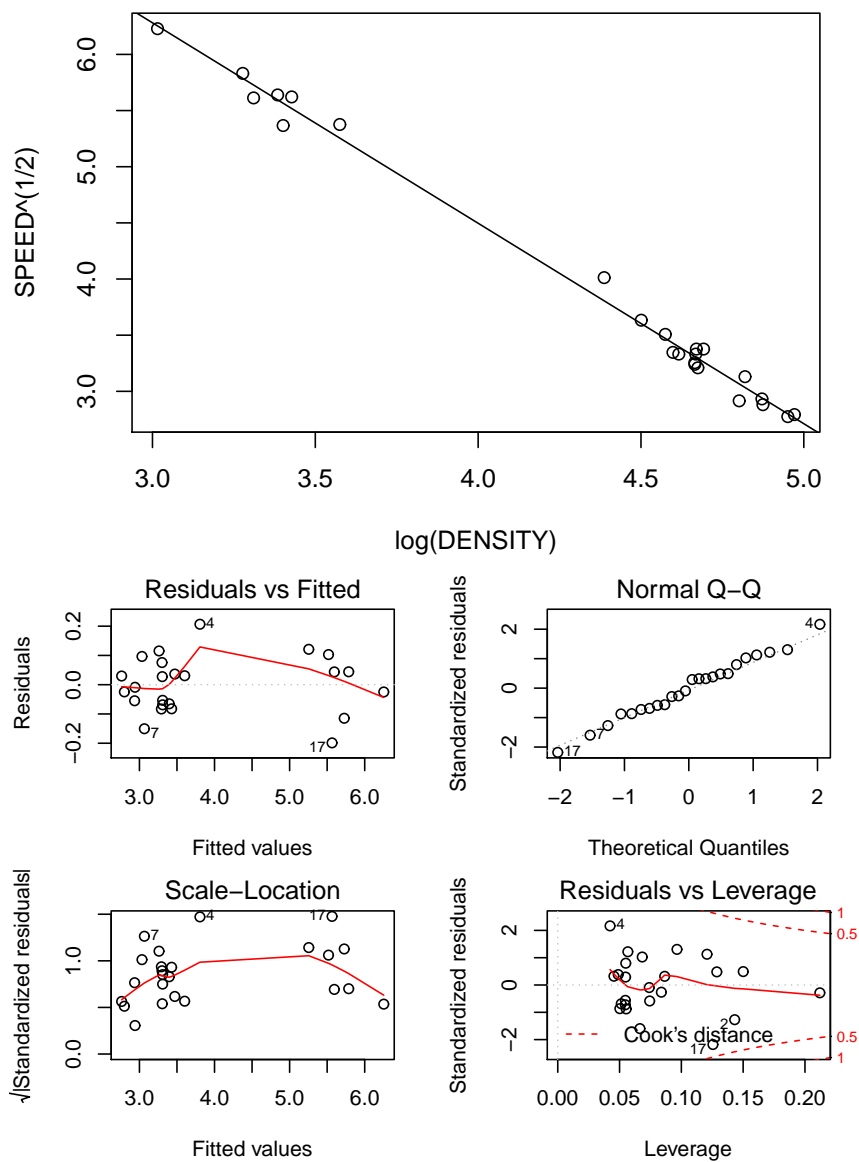 SPEED^(1/2)
6.0
5.0
4.0
3.0
3.0 3.5 4.0 4.5 5.0
log(DENSITY)
Residuals vs Fitted
Residuals
0.2
0.0
−0.2
4
7
17
3.0 4.0 5.0 6.0
Fitted values
Normal Q−Q
Standardized residuals
2
0
−2
4
17
7
−2 −1 0 1 2
Theoretical Quantiles
Scale−Location
√|Standardized residuals|
1.0
0.0
4
17
7
3.0 4.0 5.0 6.0
Fitted values
Residuals vs Leverage
Standardized residuals
2
0
−2
4
2
17
Cook's distance
1
0.5
0.5
1
0.00 0.05 0.10 0.15 0.20
Leverage